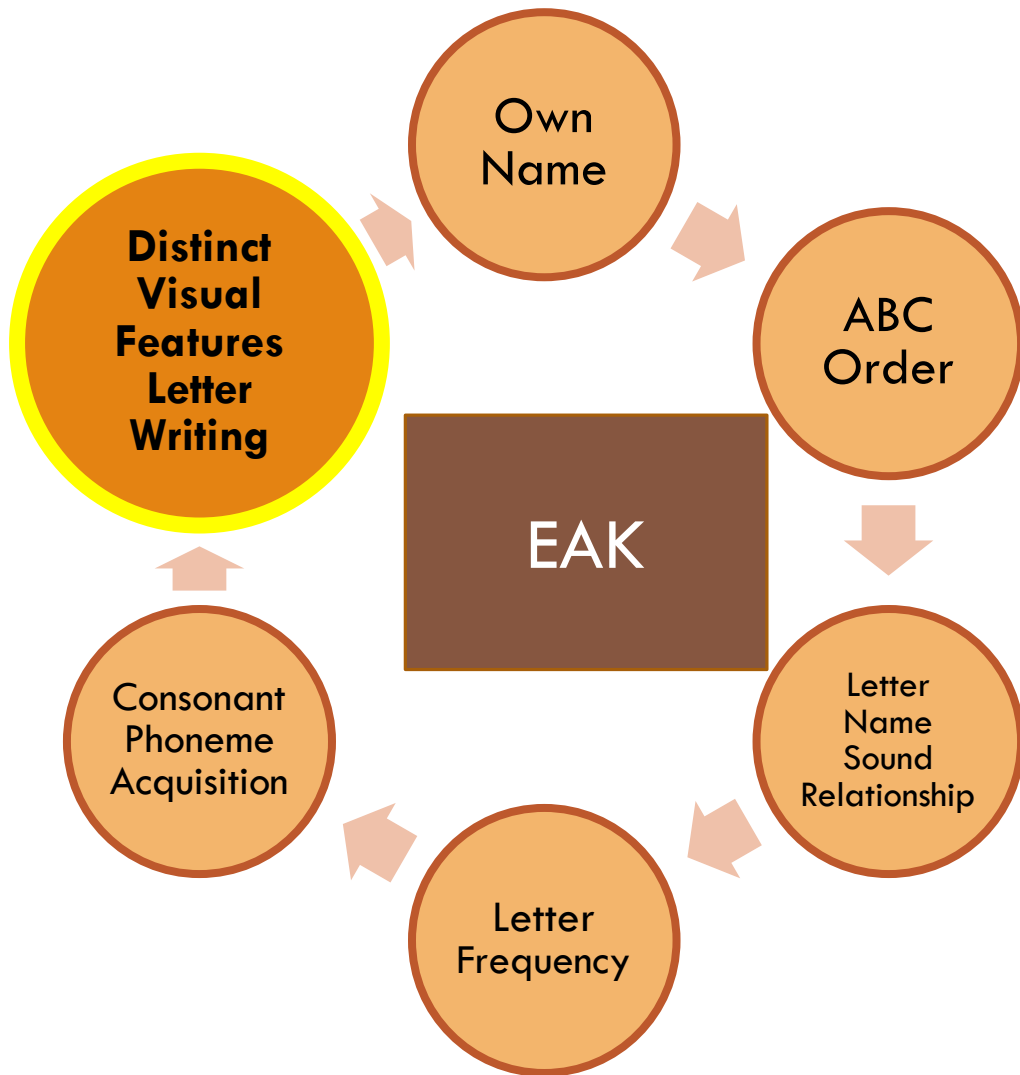 Own
Name
ABC
Order
Letter
Name
Sound
Relationship
Letter
Frequency
Consonant
Phoneme
Acquisition
Distinct
Visual
Features
Letter
Writing
EAK